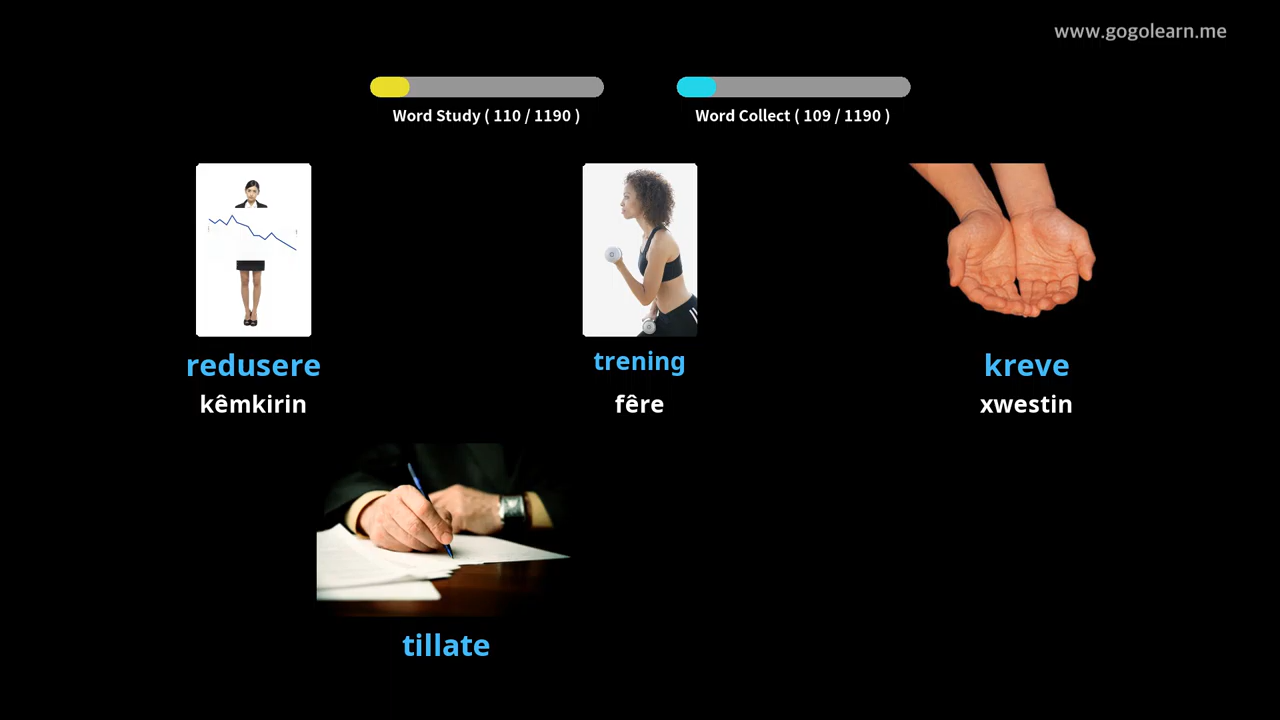 www.gogolearn.me
Word Study ( 110 / 1190 )
Word Collect ( 109 / 1190 )
redusere
trening
kreve
kêmkirin
fêre
xwestin
tillate